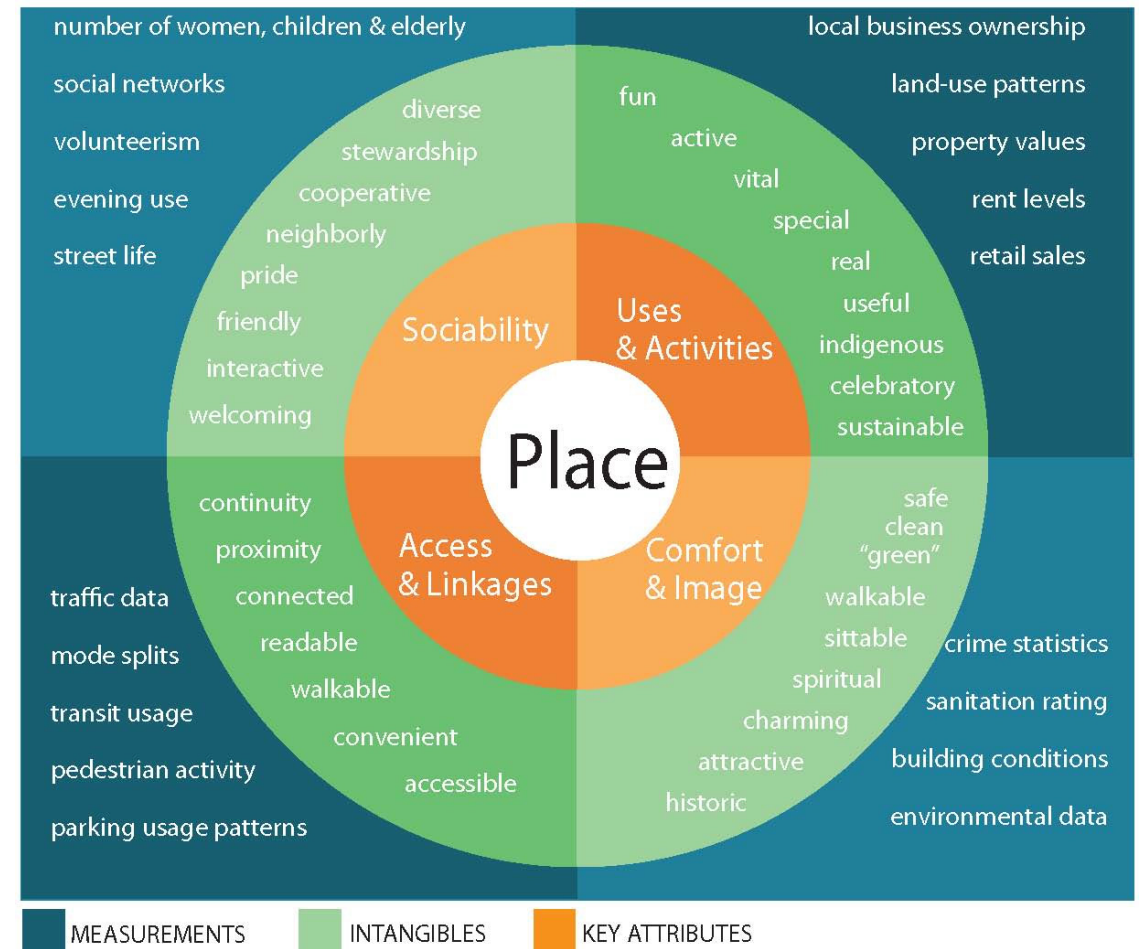 number of women, children & elderly
social networks
volunteerism
evening use
street life
diverse
stewardship
cooperative
neighborly
pride
friendly
interactive
welcoming
Sociability
local business ownership
land-use patterns
property values
rent levels
retail sales
fun
active
vital
special
real
useful
indigenous
celebratory
sustainable
Uses
& Activities
Place
continuity
proximity
connected
readable
walkable
convenient
accessible
Access
& Linkages
traffic data
mode splits
transit usage
pedestrian activity
parking usage patterns
Comfort
& Image
safe
clean
“green”
walkable
sittable
spiritual
charming
attractive
historic
crime statistics
sanitation rating
building conditions
environmental data
MEASUREMENTS
INTANGIBLES
KEY ATTRIBUTES